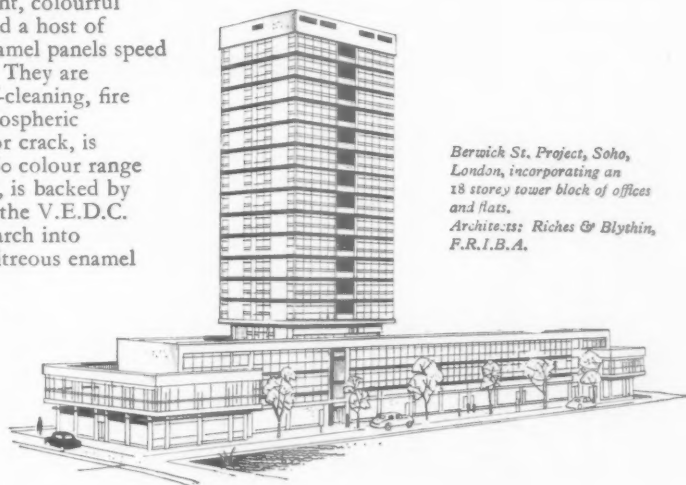 nt, colourful
d a host of
amel panels speed
They are
-cleaning, fire
ospheric
or crack, is
o colour range
, is backed by
the V.E.D.C.
arch into
itreous enamel
Berwick St. Project, Soho,
London, incorporating an
18 storey tower block of offices
and flats.
Architects: Riches & Blythin,
F.R.I.B.A.